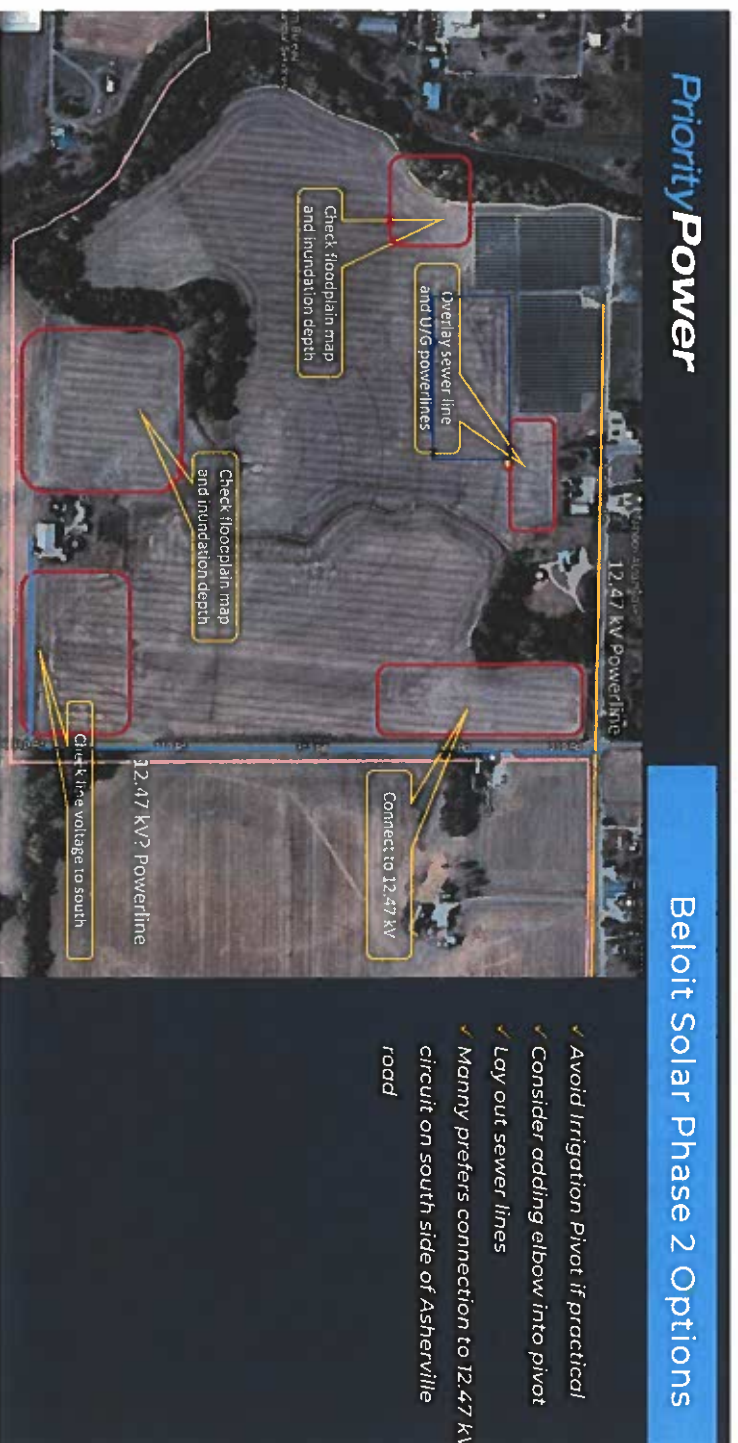 PriorityPower
Beloit Solar Phase 2 Options
12.47 kV Powerline
Overlay sewer line
and U/G powerlines
Check floodplain map
and inundation depth
Check floodplain map
and inundation depth
Connect to 12.47 kV
12.47 kV? Powerline
Check line voltage to south
✓ Avoid Irrigation Pivot if practical
✓ Consider adding elbow into pivot
✓ Lay out sewer lines
✓ Manny prefers connection to 12.47 kV
circuit on south side of Asherville
road